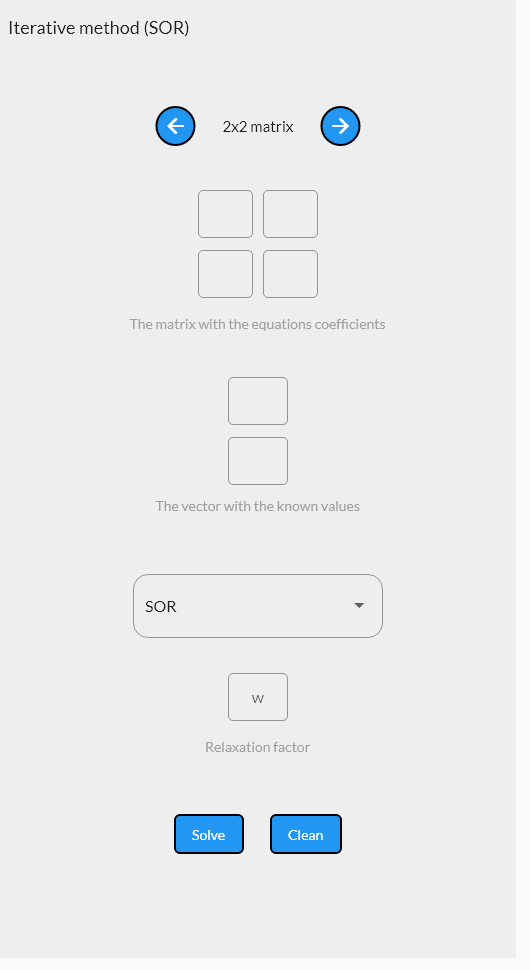 Iterative method (SOR)
2x2 matrix
The matrix with the equations coefficients
The vector with the known values
SOR
w
Relaxation factor
Solve
Clean